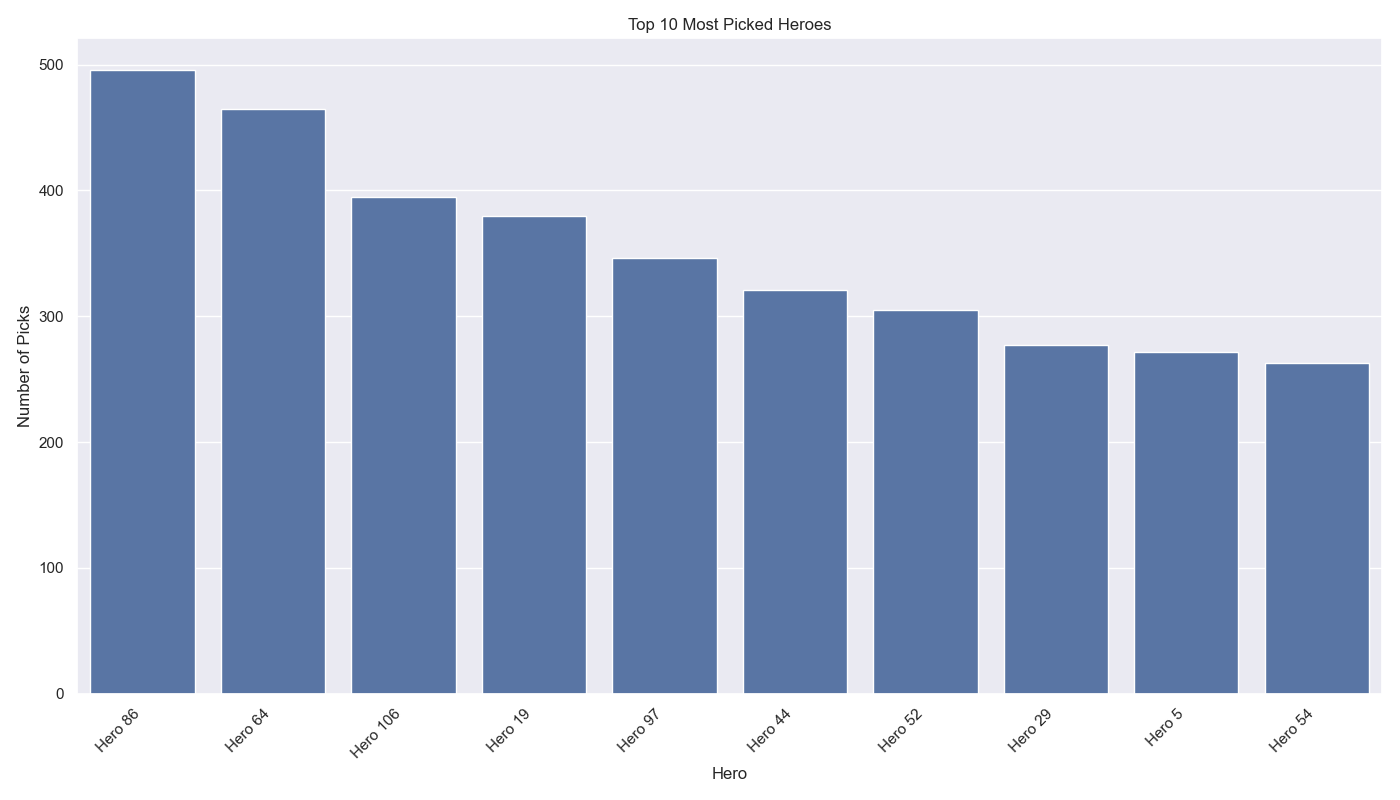 Top 10 Most Picked Heroes
Number of Picks
500
400
300
200
100
0
Hero 86
Hero 64
Hero 106
Hero 19
Hero 97
Hero 44
Hero 52
Hero 29
Hero 5
Hero 54
Hero